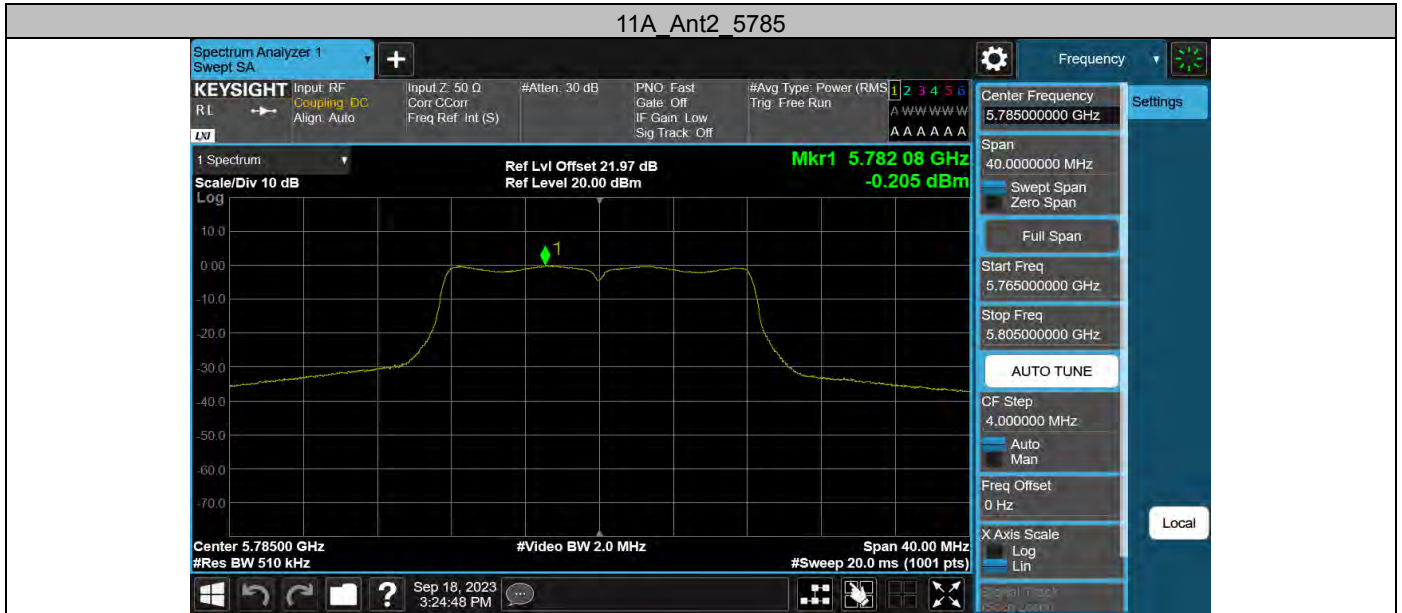 11A_Ant2_5785
Spectrum Analyzer 1
Swept SA
Frequency
KEYSIGHT
R L
LXI
Input: RF
Coupling: DC
Align: Auto
Input Z: 50 Ω
Corr CCorr
Freq Ref: Int (S)
#Atten: 30 dB
PNO: Fast
Gate: Off
IF Gain: Low
Sig Track: Off
#Avg Type: Power (RMS
Trig: Free Run
1 2 3 4 5 6
A W W W W W
A A A A A A
1 Spectrum
Scale/Div 10 dB
Log
Ref Lvl Offset 21.97 dB
Ref Level 20.00 dBm
Mkr1 5.782 08 GHz
-0.205 dBm
1
10.0
0.00
-10.0
-20.0
-30.0
-40.0
-50.0
-60.0
-70.0
Center 5.78500 GHz
#Res BW 510 kHz
#Video BW 2.0 MHz
Span 40.00 MHz
#Sweep 20.0 ms (1001 pts)
Sep 18, 2023
3:24:48 PM
Center Frequency
5.785000000 GHz
Settings
Span
40.0000000 MHz
Swept Span
Zero Span
Full Span
Start Freq
5.765000000 GHz
Stop Freq
5.805000000 GHz
AUTO TUNE
CF Step
4.000000 MHz
Auto
Man
Freq Offset
0 Hz
X Axis Scale
Log
Lin
Local
Signal Track
(Span Zoom)